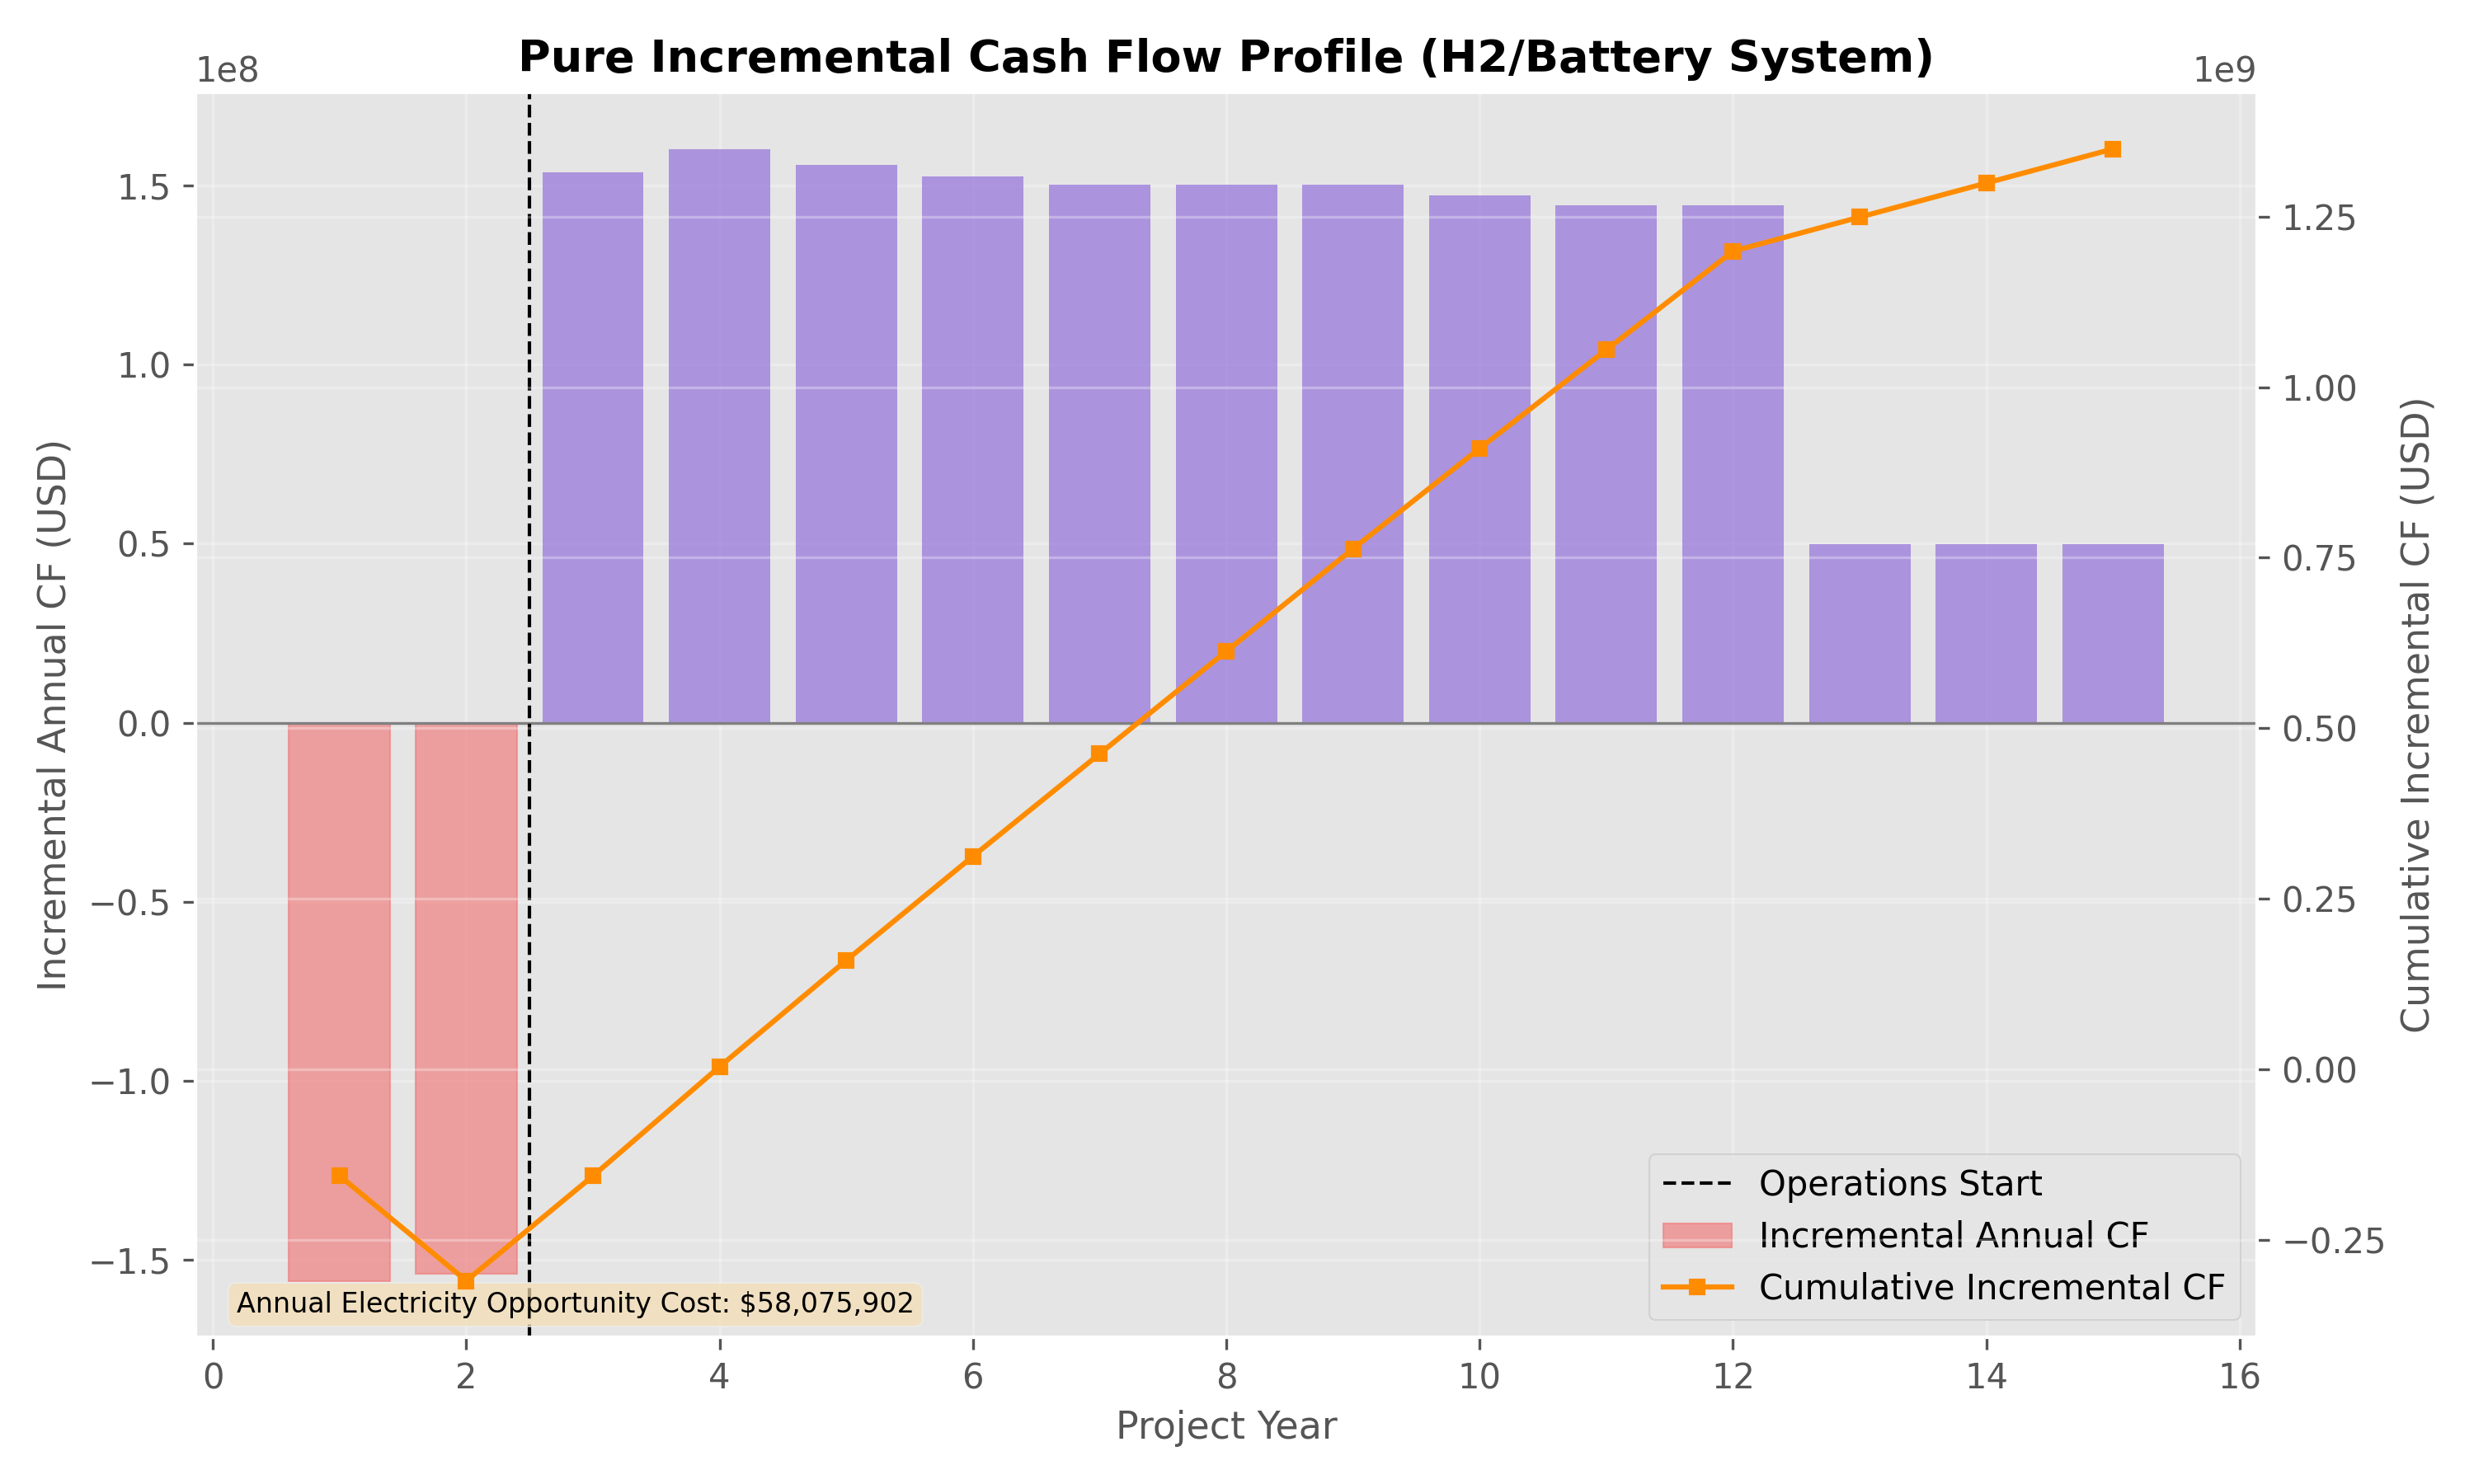 Pure Incremental Cash Flow Profile (H2/Battery System)
1e8
1e9
Incremental Annual CF (USD)
1.5
1.0
0.5
0.0
−0.5
−1.0
−1.5
1.25
1.00
0.75
0.50
0.25
0.00
−0.25
Cumulative Incremental CF (USD)
Operations Start
Incremental Annual CF
Cumulative Incremental CF
Annual Electricity Opportunity Cost: $58,075,902
0 2 4 6 8 10 12 14 16
Project Year